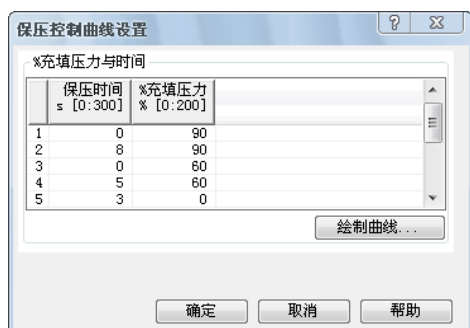 保压控制曲线设置
%充填压力与时间
保压时间 %充填压力
s [0:300] % [0:200]
1 0 90
2 8 90
3 0 60
4 5 60
5 3 0
绘制曲线...
确定 取消 帮助